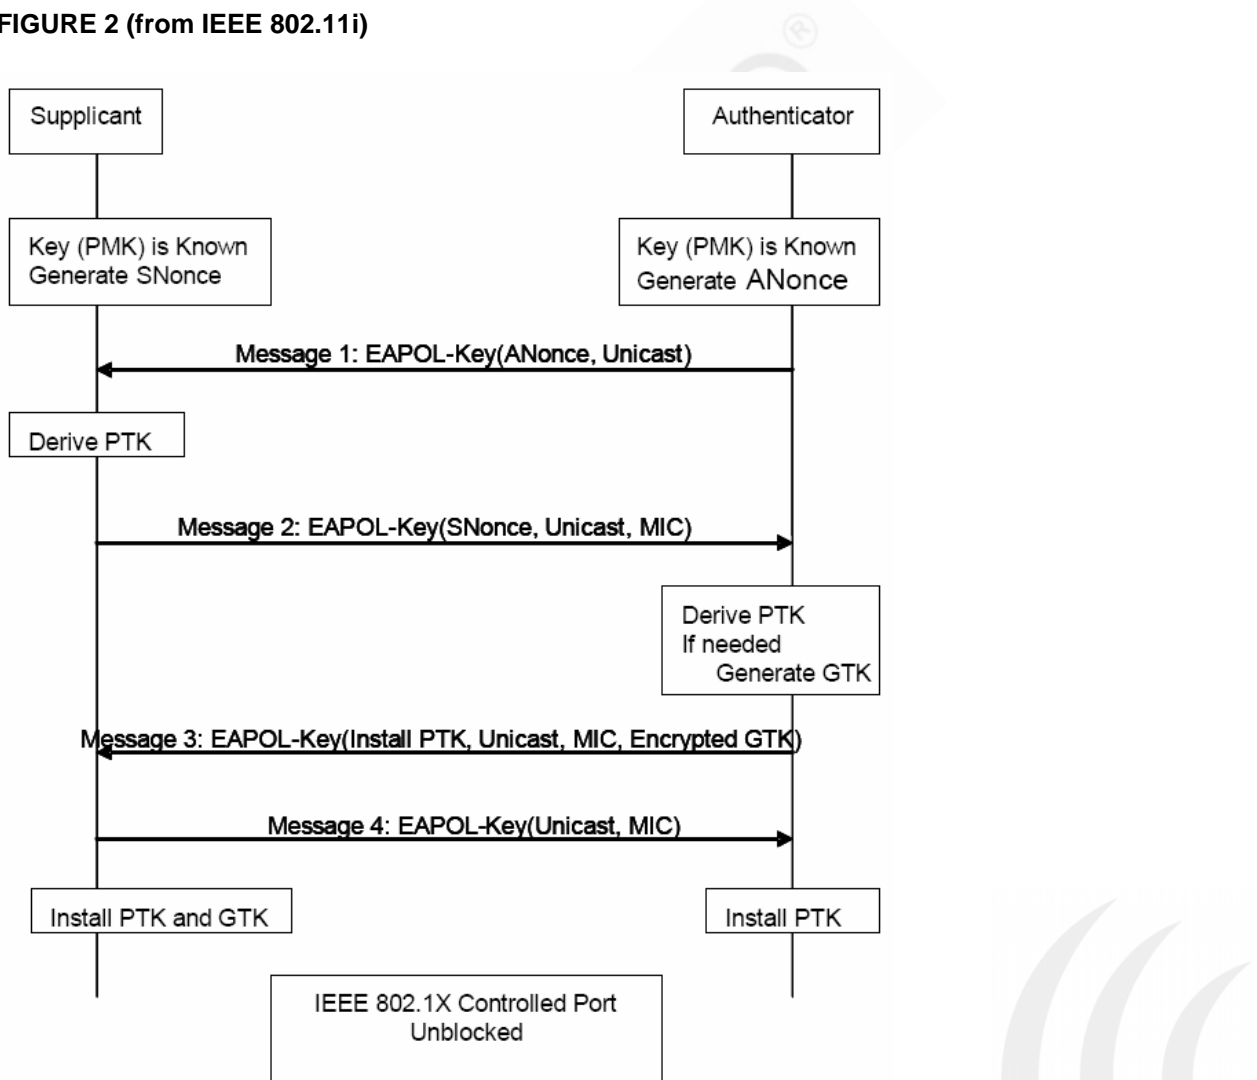 FIGURE 2 (from IEEE 802.11i)
®
Supplicant
Authenticator
Key (PMK) is Known
Generate SNonce
Key (PMK) is Known
Generate ANonce
Message 1: EAPOL-Key(ANonce, Unicast)
Derive PTK
Message 2: EAPOL-Key(SNonce, Unicast, MIC)
Derive PTK
If needed
Generate GTK
Message 3: EAPOL-Key(Install PTK, Unicast, MIC, Encrypted GTK)
Message 4: EAPOL-Key(Unicast, MIC)
Install PTK and GTK
Install PTK
IEEE 802.1X Controlled Port
Unblocked